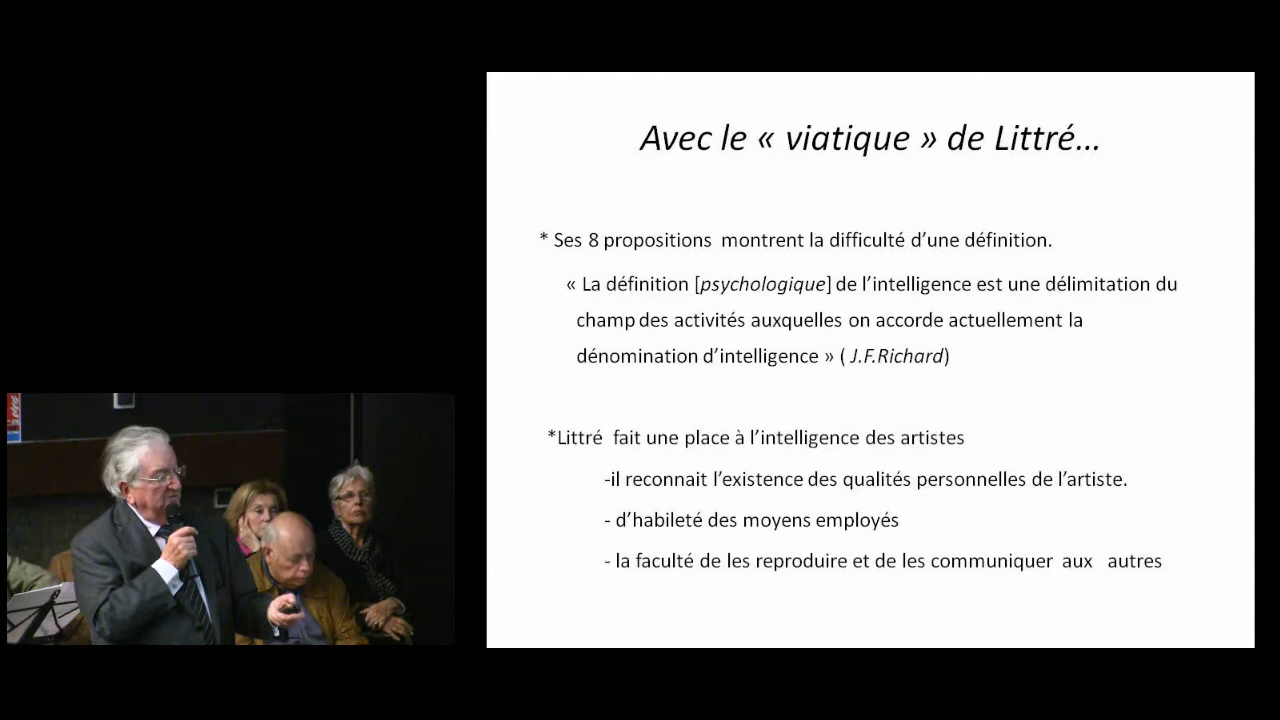 Avec le « viatique » de Littré…
* Ses 8 propositions montrent la difficulté d’une définition.
« La définition [psychologique] de l’intelligence est une délimitation du
champ des activités auxquelles on accorde actuellement la
dénomination d’intelligence » ( J.F.Richard)
*Littré fait une place à l’intelligence des artistes
-il reconnait l’existence des qualités personnelles de l’artiste.
- d’habileté des moyens employés
- la faculté de les reproduire et de les communiquer aux autres